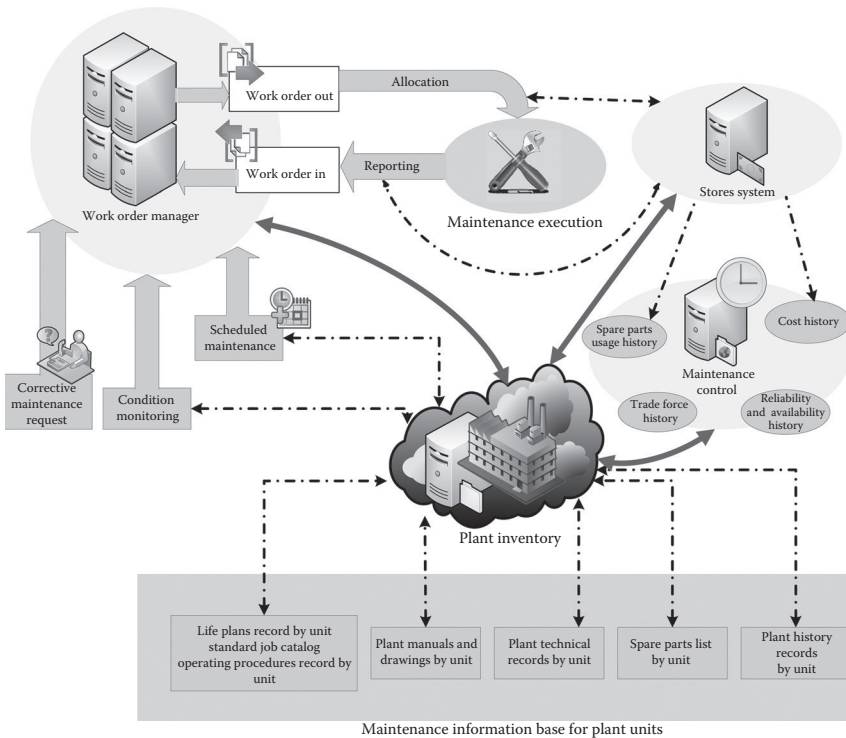 Work order out
Allocation
Work order in
Reporting
Work order manager
Maintenance execution
Stores system
Scheduled
maintenance
Spare parts
usage history
Cost history
Maintenance
control
Corrective
maintenance
request
Condition
monitoring
Trade force
history
Reliability
and availability
history
Plant inventory
Life plans record by unit
standard job catalog
operating procedures record by
unit
Plant manuals and
drawings by unit
Plant technical
records by unit
Spare parts list
by unit
Plant history
records
by unit
Maintenance information base for plant units